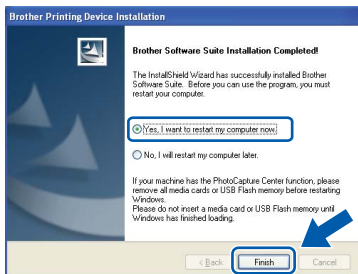 Brother Printing Device Installation
Brother Software Suite Installation Completed!
The InstallShield Wizard has successfully installed Brother
Software Suite. Before you can use the program, you must
restart your computer.
Yes, I want to restart my computer now.
No, I will restart my computer later.
If your machine has the PhotoCapture Center function, please
remove all media cards or USB Flash memory before restarting
Windows.
Please do not insert a media card or USB Flash memory until
Windows has finished loading.
< Back
Finish
Cancel